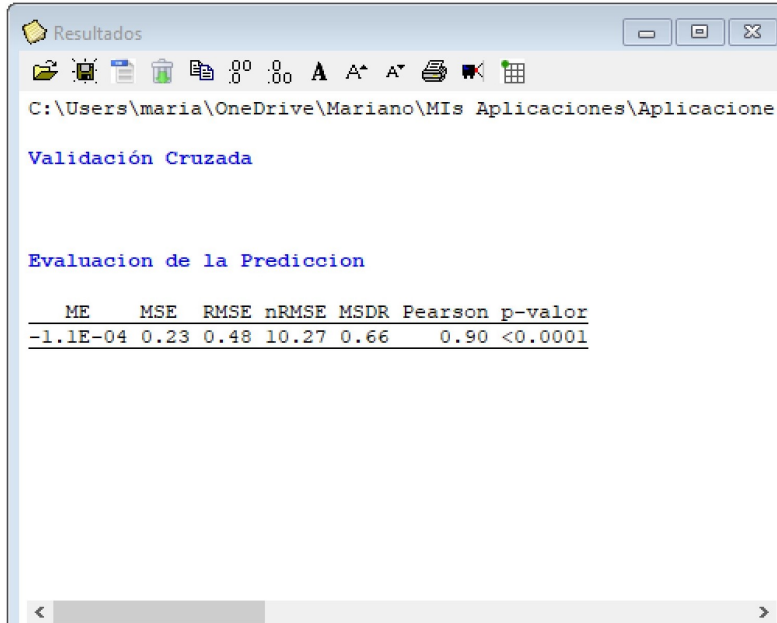 Resultados
C:\Users\maria\OneDrive\Mariano\MIs Aplicaciones\Aplicacione
Validación Cruzada
Evaluacion de la Prediccion
ME MSE RMSE nRMSE MSDR Pearson p-valor
-1.1E-04 0.23 0.48 10.27 0.66 0.90 <0.0001